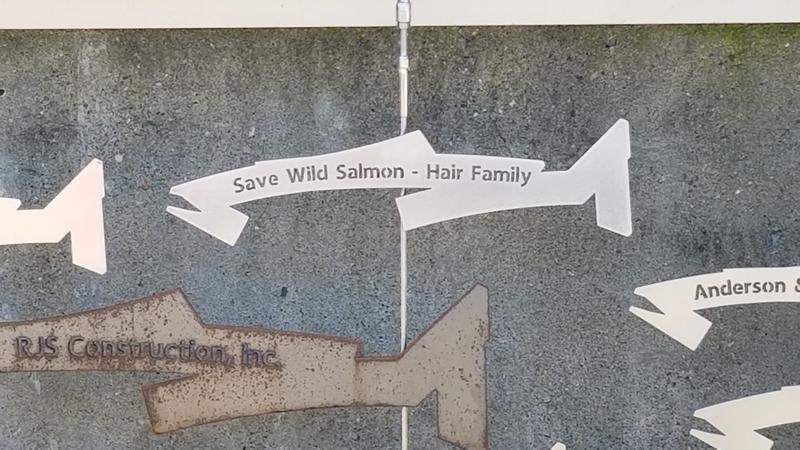 Save Wild Salmon - Hair Family
Anderson &
RJS Construction, Inc.